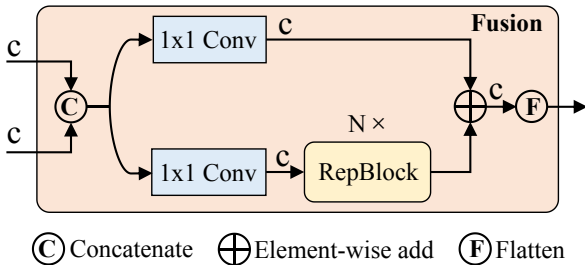 Fusion
c
1x1 Conv
c
C
c
F
c
N ×
1x1 Conv
c
RepBlock
C Concatenate
Element-wise add
F Flatten